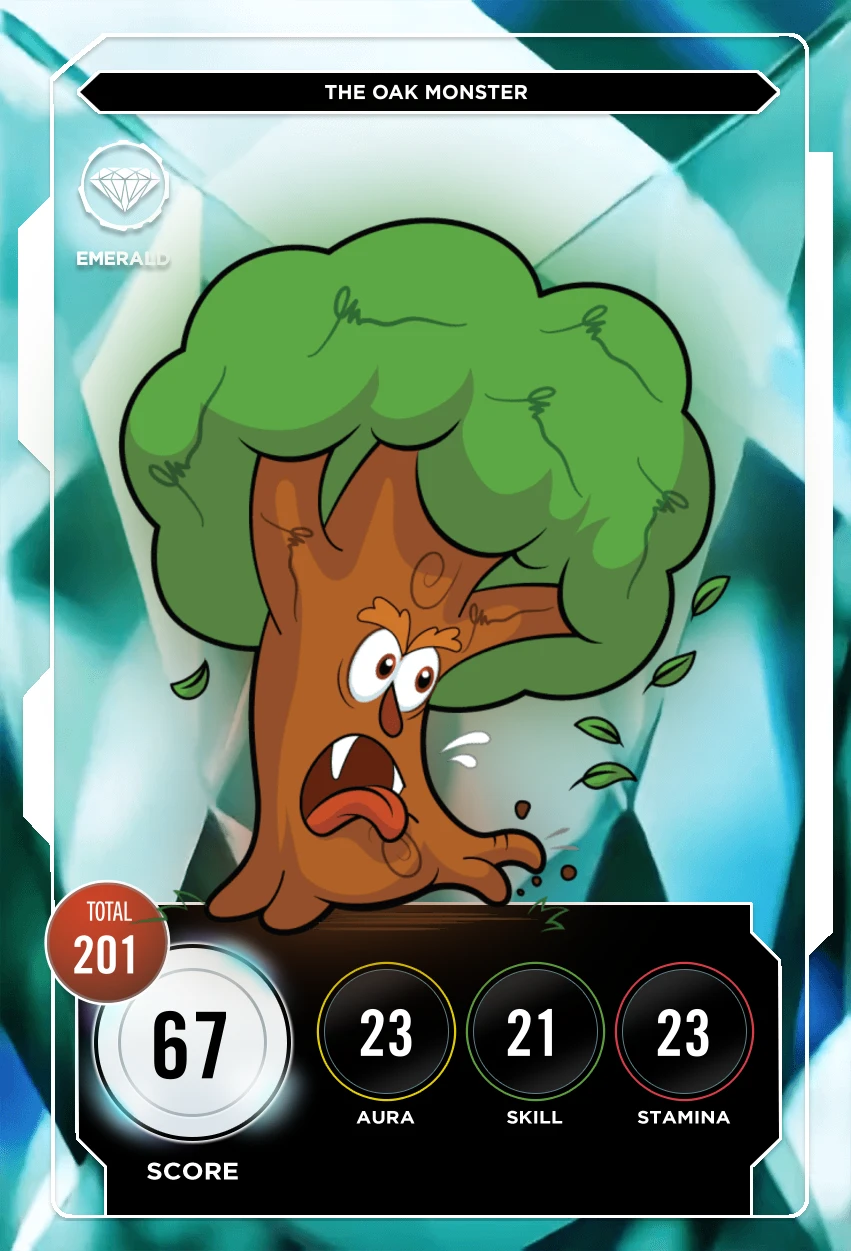 THE OAK MONSTER
EMERALD
TOTAL
201
67
23
21
23
AURA
SKILL
STAMINA
SCORE